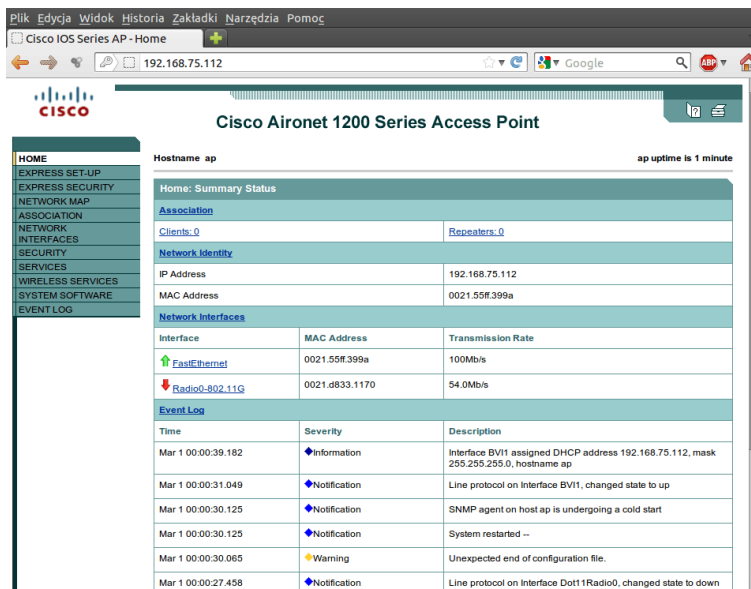 Plik Edycja Widok Historia Zakładki Narzędzia Pomoc
Cisco IOS Series AP - Home
192.168.75.112 Google ABP
CISCO
Cisco Aironet 1200 Series Access Point
HOME
EXPRESS SET-UP
EXPRESS SECURITY
NETWORK MAP
ASSOCIATION
NETWORK
INTERFACES
SECURITY
SERVICES
WIRELESS SERVICES
SYSTEM SOFTWARE
EVENT LOG
Hostname ap ap uptime is 1 minute
Home: Summary Status
Association
Clients: 0 Repeaters: 0
Network Identity
IP Address 192.168.75.112
MAC Address 0021.55ff.399a
Network Interfaces
Interface MAC Address Transmission Rate
FastEthernet 0021.55ff.399a 100Mb/s
Radio0-802.11G 0021.d833.1170 54.0Mb/s
Event Log
Time Severity Description
Mar 1 00:00:39.182 Information Interface BVI1 assigned DHCP address 192.168.75.112, mask
255.255.255.0, hostname ap
Mar 1 00:00:31.049 Notification Line protocol on Interface BVI1, changed state to up
Mar 1 00:00:30.125 Notification SNMP agent on host ap is undergoing a cold start
Mar 1 00:00:30.125 Notification System restarted --
Mar 1 00:00:30.065 Warning Unexpected end of configuration file.
Mar 1 00:00:27.458 Notification Line protocol on Interface Dot11Radio0, changed state to down